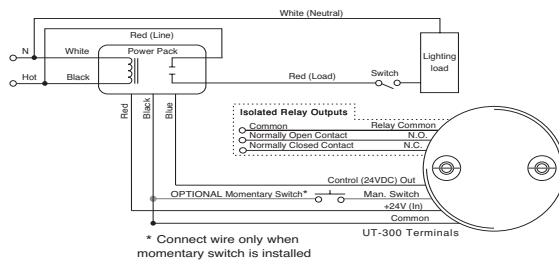 White (Neutral)
Red (Line)
N
White
Power Pack
Hot
Black
Red (Load)
Switch
Lighting
load
Red
Black
Blue
Isolated Relay Outputs
Common
Relay Common
Normally Open Contact
N.O.
Normally Closed Contact
N.C.
Control (24VDC) Out
OPTIONAL Momentary Switch*
Man. Switch
+24V (In)
Common
UT-300 Terminals
* Connect wire only when
momentary switch is installed